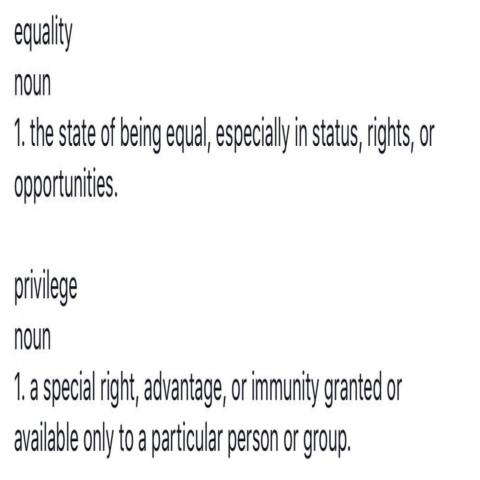 equality
noun
1. the state of being equal, especially in status, rights, or
opportunities.
privilege
noun
1. a special right, advantage, or immunity granted or
available only to a particular person or group.